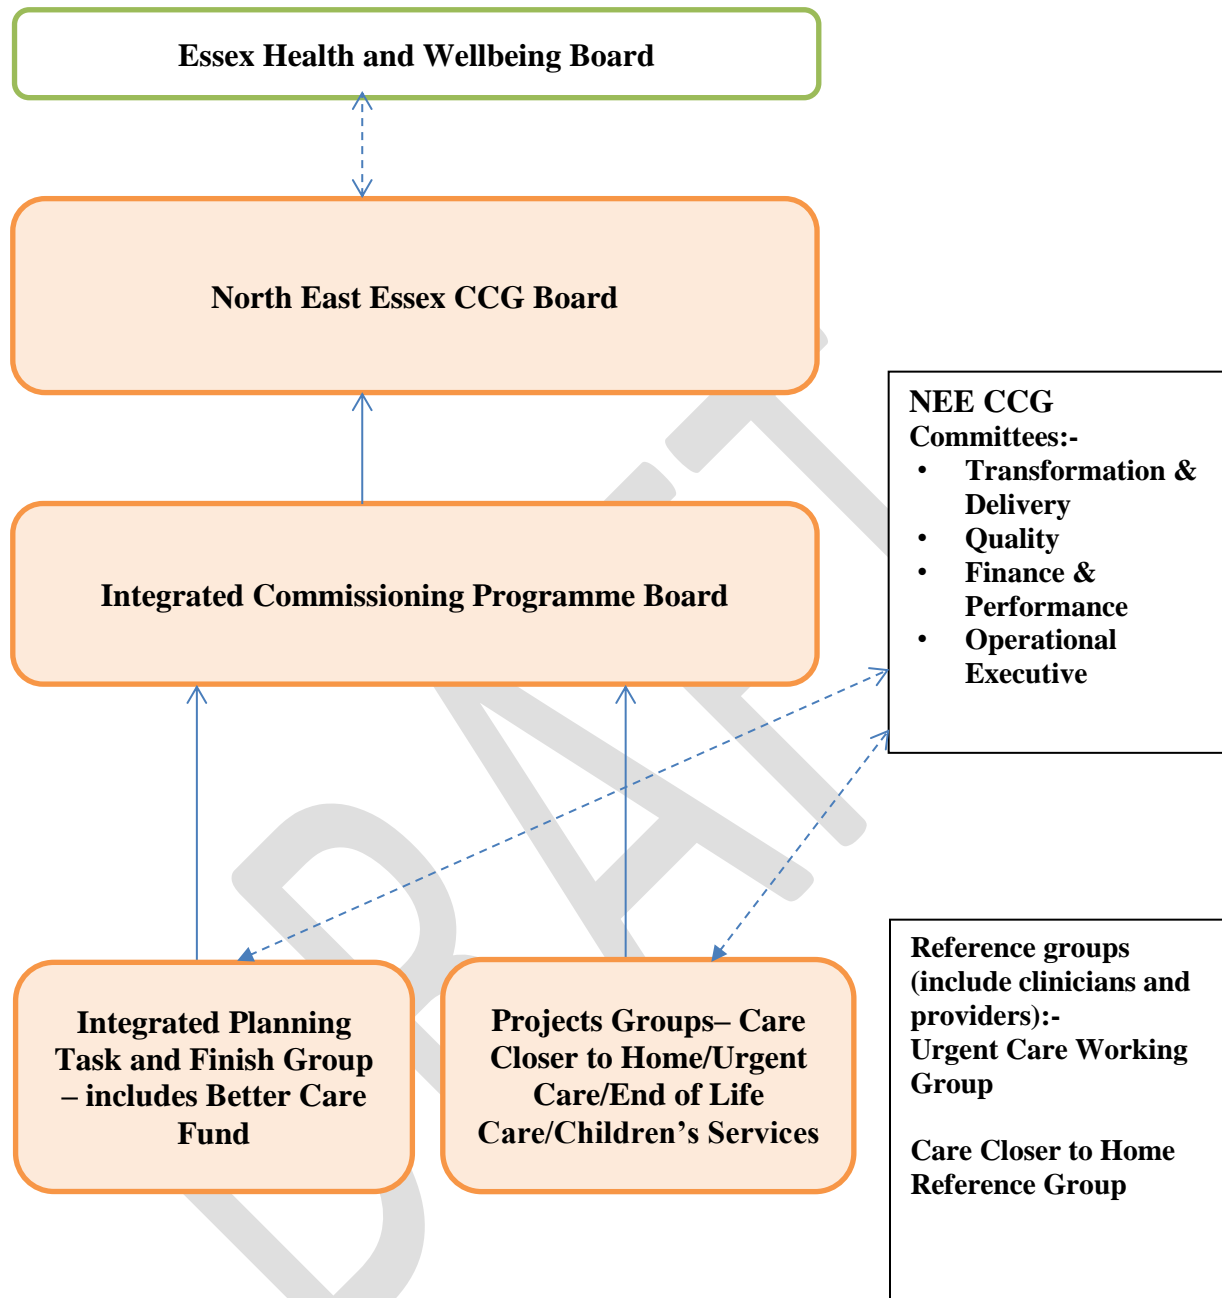 Essex Health and Wellbeing Board
North East Essex CCG Board
Integrated Commissioning Programme Board
NEE CCG
Committees:-
• Transformation &
Delivery
• Quality
• Finance &
Performance
• Operational
Executive
Integrated Planning
Task and Finish Group
– includes Better Care
Fund
Projects Groups– Care
Closer to Home/Urgent
Care/End of Life
Care/Children’s Services
Reference groups
(include clinicians and
providers):-
Urgent Care Working
Group
Care Closer to Home
Reference Group
DRAFT